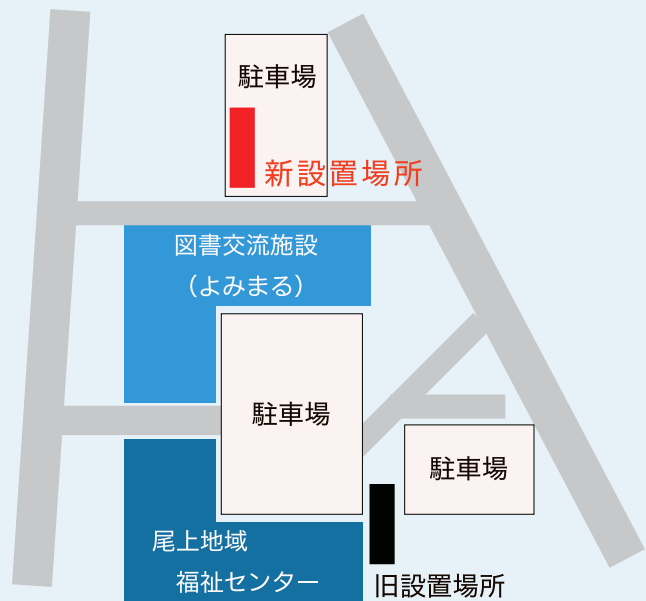 駐車場
新設置場所
図書交流施設
（よみまる）
駐車場
駐車場
尾上地域
福祉センター
旧設置場所